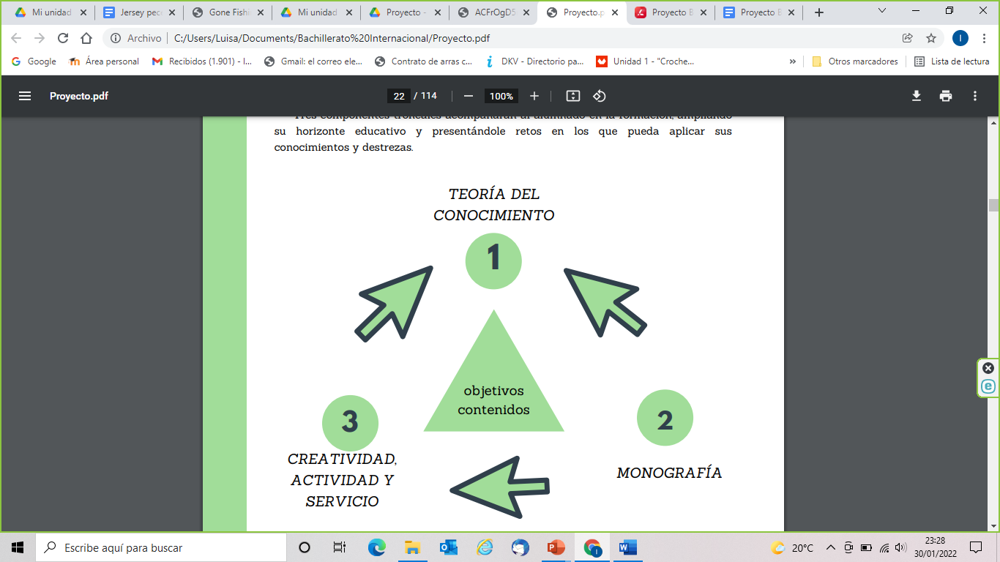 Mi unidad
Jersey pece
Gone Fishi
Mi unidad
Proyecto -
ACFrOgD5
Proyecto.p
Proyecto B
Proyecto B
Archivo | C:/Users/Luisa/Documents/Bachillerato%20Internacional/Proyecto.pdf
I
Google
Área personal
Recibidos (1.901) - I...
Gmail: el correo ele...
Contrato de arras c...
DKV - Directorio pa...
Unidad 1 - "Croche...
»
Otros marcadores
Lista de lectura
Proyecto.pdf
22 / 114
100%
Tres componentes troncales acompañarán al alumnado en la formación, ampliando
su horizonte educativo y presentándole retos en los que pueda aplicar sus
conocimientos y destrezas.
TEORÍA DEL
CONOCIMIENTO
1
objetivos
contenidos
3
2
CREATIVIDAD,
ACTIVIDAD Y
SERVICIO
MONOGRAFÍA
Escribe aquí para buscar
20°C
23:28
30/01/2022